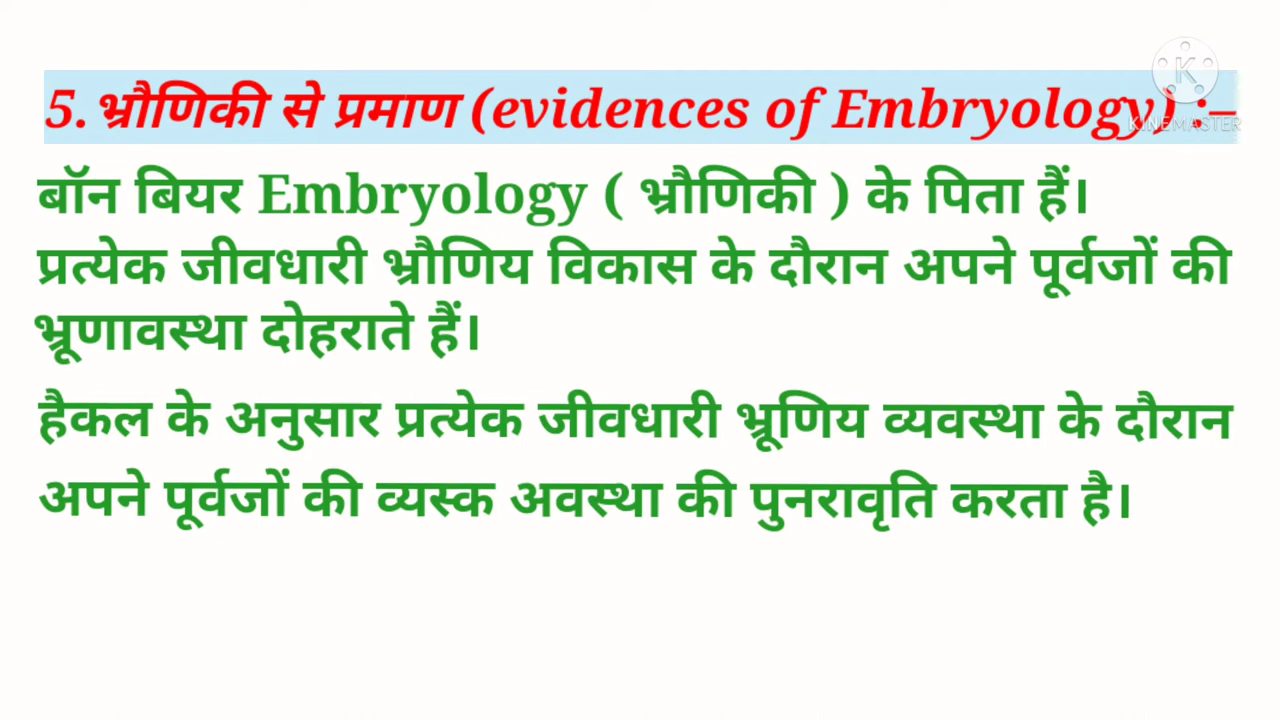 5. भ्रौणिकी से प्रमाण (evidences of Embryology) :–
K
KINEMASTER
बॉन बियर Embryology ( भ्रौणिकी ) के पिता हैं।
प्रत्येक जीवधारी भ्रौणिय विकास के दौरान अपने पूर्वजों की
भ्रूणावस्था दोहराते हैं।
हैकल के अनुसार प्रत्येक जीवधारी भ्रूणिय व्यवस्था के दौरान
अपने पूर्वजों की व्यस्क अवस्था की पुनरावृति करता है।